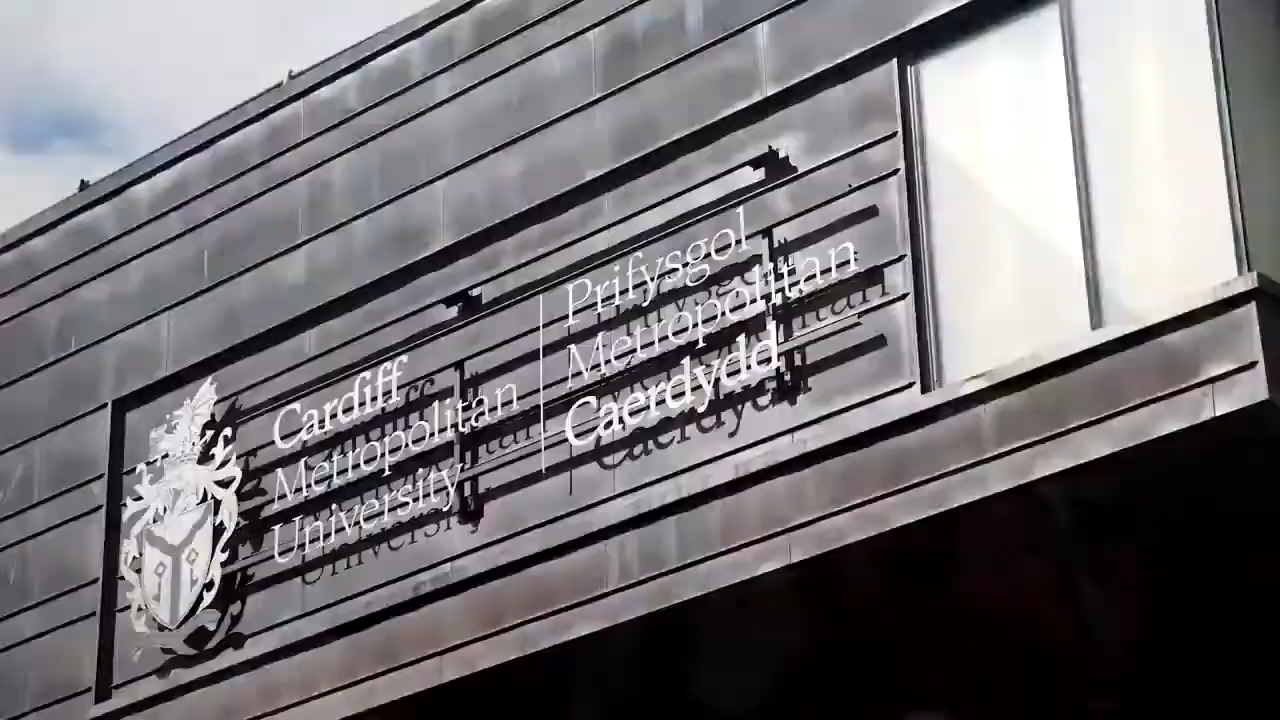 Cardiff
Metropolitan
University
Prifysgol
Metropolitan
Caerdydd